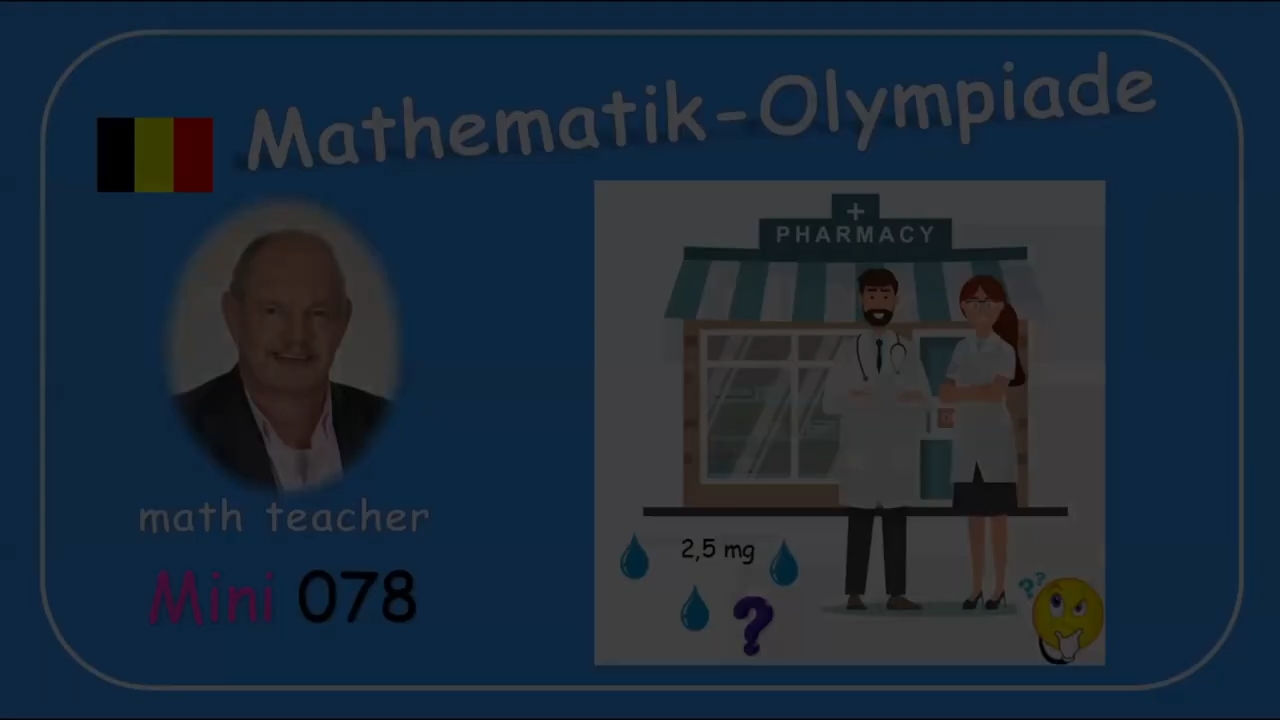 Mathematik-Olympiade
+
PHARMACY
math teacher
2,5 mg
Mini 078
?
??